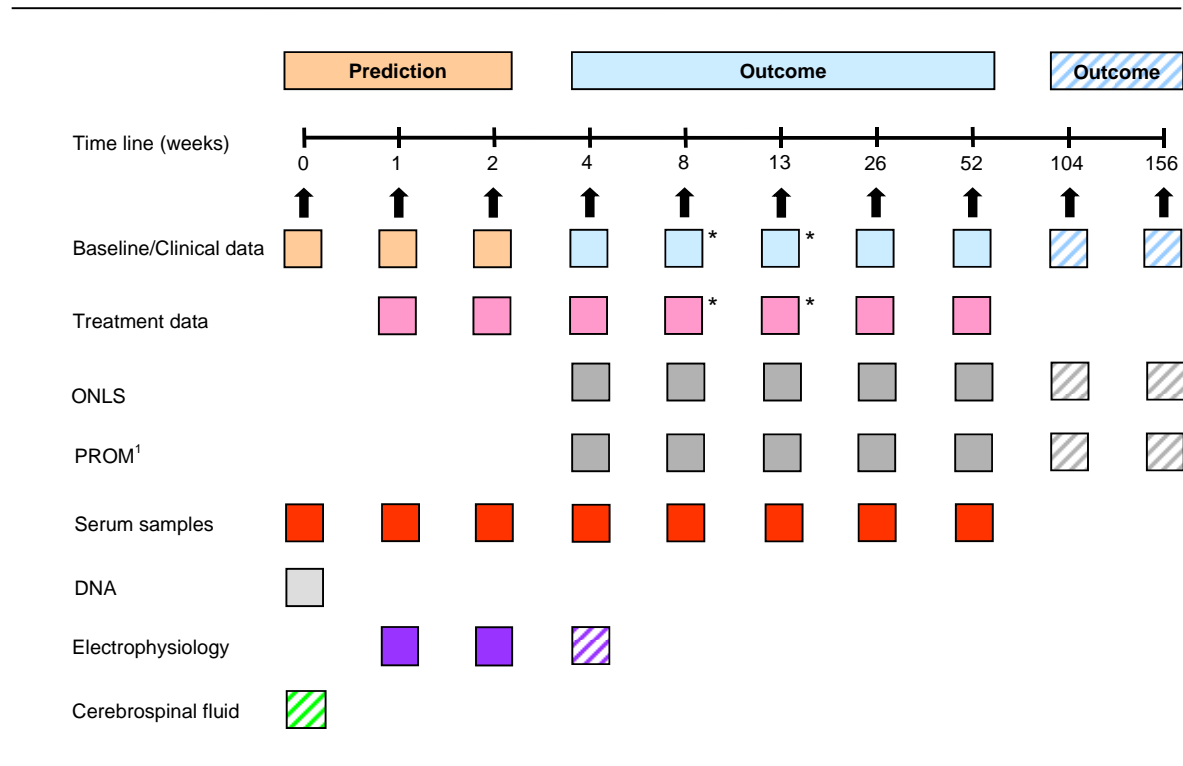 Prediction Outcome Outcome
Time line (weeks)
0 1 2 4 8 13 26 52 104 156
Baseline/Clinical data * *
Treatment data * *
ONLS
PROM1
Serum samples
DNA
Electrophysiology
Cerebrospinal fluid